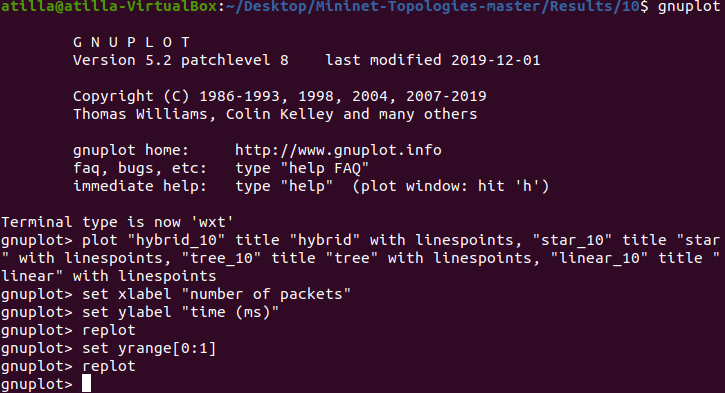 atilla@atilla-VirtualBox:~/Desktop/Mininet-Topologies-master/Results/10$ gnuplot
G N U P L O T
Version 5.2 patchlevel 8    last modified 2019-12-01
Copyright (C) 1986-1993, 1998, 2004, 2007-2019
Thomas Williams, Colin Kelley and many others
gnuplot home:     http://www.gnuplot.info
faq, bugs, etc:   type "help FAQ"
immediate help:   type "help"  (plot window: hit 'h')
Terminal type is now 'wxt'
gnuplot> plot "hybrid_10" title "hybrid" with linespoints, "star_10" title "star
" with linespoints, "tree_10" title "tree" with linespoints, "linear_10" title "
linear" with linespoints
gnuplot> set xlabel "number of packets"
gnuplot> set ylabel "time (ms)"
gnuplot> replot
gnuplot> set yrange[0:1]
gnuplot> replot
gnuplot>